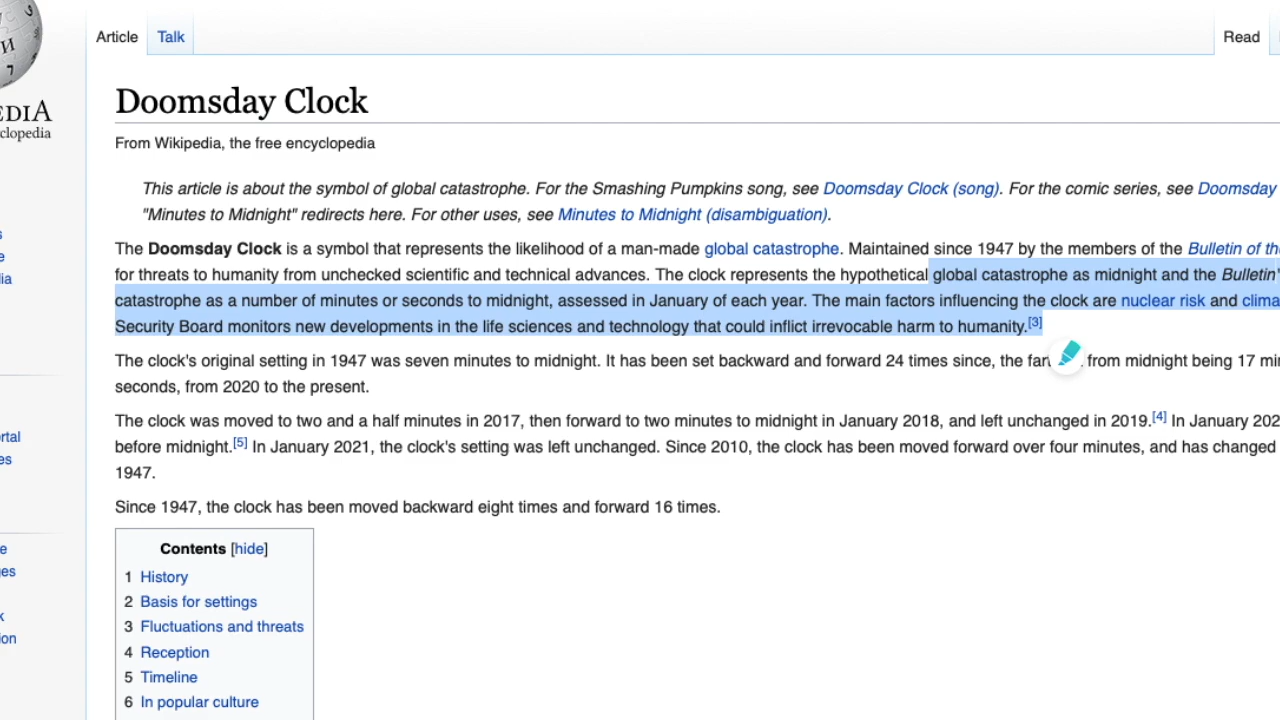 Article Talk Read
EDIA
clopedia
Doomsday Clock
From Wikipedia, the free encyclopedia
This article is about the symbol of global catastrophe. For the Smashing Pumpkins song, see Doomsday Clock (song). For the comic series, see Doomsday
"Minutes to Midnight" redirects here. For other uses, see Minutes to Midnight (disambiguation).
The Doomsday Clock is a symbol that represents the likelihood of a man-made global catastrophe. Maintained since 1947 by the members of the Bulletin of the
for threats to humanity from unchecked scientific and technical advances. The clock represents the hypothetical global catastrophe as midnight and the Bulletin'
catastrophe as a number of minutes or seconds to midnight, assessed in January of each year. The main factors influencing the clock are nuclear risk and clima
Security Board monitors new developments in the life sciences and technology that could inflict irrevocable harm to humanity.[3]
The clock's original setting in 1947 was seven minutes to midnight. It has been set backward and forward 24 times since, the from midnight being 17 min
seconds, from 2020 to the present.
The clock was moved to two and a half minutes in 2017, then forward to two minutes to midnight in January 2018, and left unchanged in 2019.[4] In January 202
before midnight.[5] In January 2021, the clock's setting was left unchanged. Since 2010, the clock has been moved forward over four minutes, and has changed
1947.
Since 1947, the clock has been moved backward eight times and forward 16 times.
Contents [hide]
1 History
2 Basis for settings
3 Fluctuations and threats
4 Reception
5 Timeline
6 In popular culture